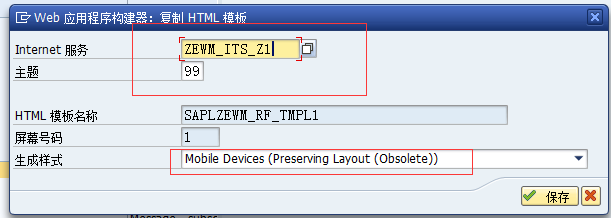 Web 应用程序构建器：复制 HTML 模板
Internet 服务 ZEWM_ITS_Z1
主题 99
HTML 模板名称 SAPLZEWM_RF_TMPL1
屏幕号码 1
生成样式 Mobile Devices (Preserving Layout (Obsolete))
保存